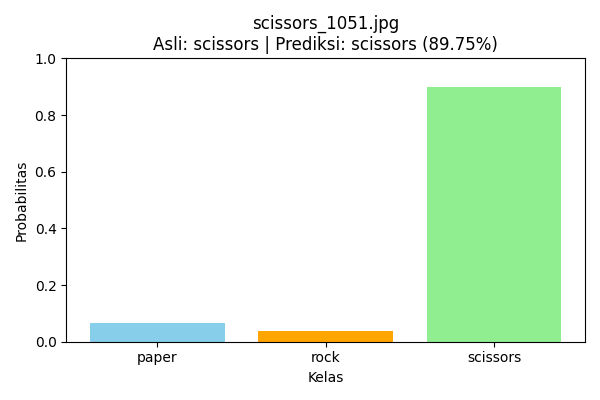 scissors_1051.jpg
Asli: scissors | Prediksi: scissors (89.75%)
1.0
0.8
0.6
0.4
0.2
0.0
Probabilitas
paper rock scissors
Kelas